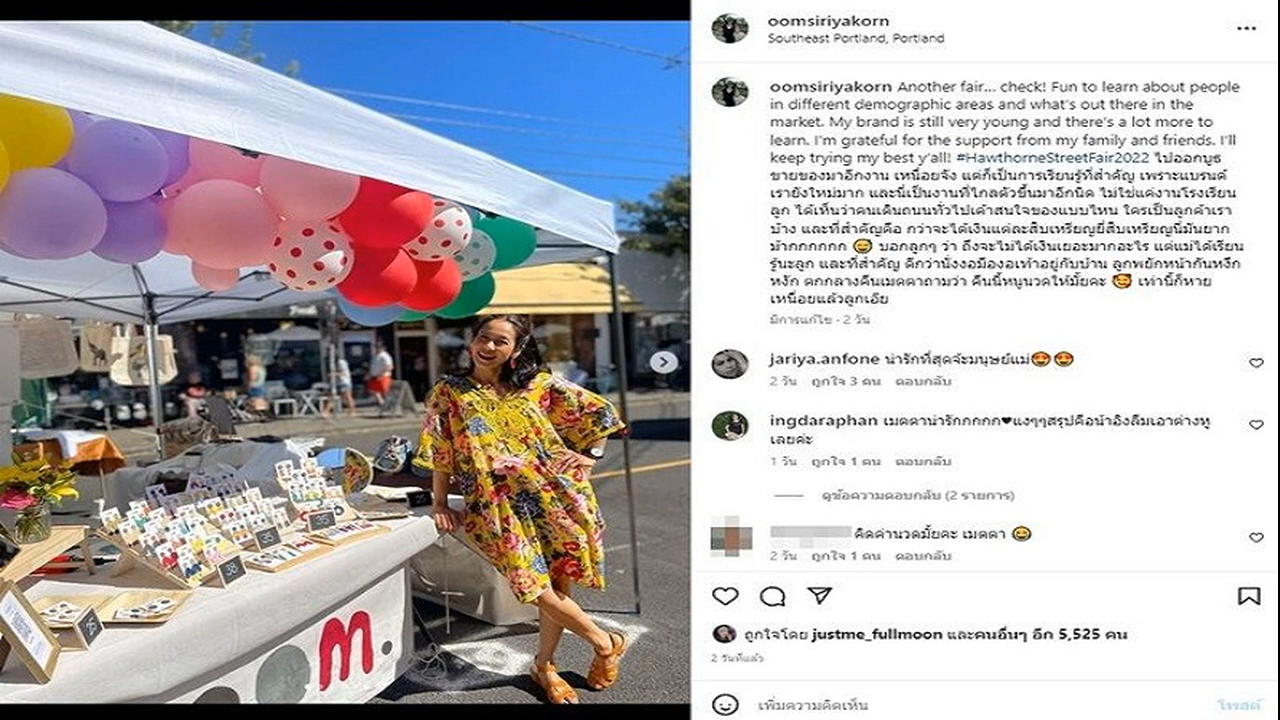 oomsiriyakorn
Southeast Portland, Portland
oomsiriyakorn Another fair... check! Fun to learn about people
in different demographic areas and what's out there in the
market. My brand is still very young and there's a lot more to
learn. I'm grateful for the support from my family and friends. I'll
keep trying my best y'all! #HawthorneStreetFair2022 ไปออกบูธ
ขายของมาอีกงาน เหนื่อยจัง แต่ก็เป็นการเรียนรู้ที่สำคัญ เพราะแบรนด์
เรายังใหม่มาก และนี่เป็นงานที่ไกลตัวขึ้นมาอีกนิด ไม่ใช่แค่งานโรงเรียน
ลูก ได้เห็นว่าคนเดินถนนทั่วไปเค้าสนใจของแบบไหน ใครเป็นลูกค้าเรา
บ้าง และที่สำคัญคือ กว่าจะได้เงินแต่ละสิบเหรียญยี่สิบเหรียญนี่มันยาก
ม้ากกกกกก 😅 บอกลูกๆ ว่า ถึงจะไม่ได้เงินเยอะมากอะไร แต่แม่ได้เรียน
รู้นะลูก และที่สำคัญ ดีกว่านั่งงอมืองอเท้าอยู่กับบ้าน ลูกพยักหน้ากันหงึก
หงัก ตกกลางคืนเมตตาถามว่า คืนนี้หนูนวดให้มั้ยคะ 🥰 เท่านี้ก็หาย
เหนื่อยแล้วลูกเอ๊ย
มีการแก้ไข · 2 วัน
jariya.anfone น่ารักที่สุดจ้ะมนุษย์แม่🤩🤩
2 วัน ถูกใจ 3 คน ตอบกลับ
ingdaraphan เมตตาน่ารักกกกก♥แงๆๆสรุปคือน้าอิงลืมเอาต่างหู
เลยค่ะ
1 วัน ถูกใจ 1 คน ตอบกลับ
ดูข้อความตอบกลับ (2 รายการ)
คิดค่านวดมั้ยคะ เมตตา 😂
2 วัน ถูกใจ 1 คน ตอบกลับ
ถูกใจโดย justme_fullmoon และคนอื่นๆ อีก 5,525 คน
2 วันที่แล้ว
เพิ่มความคิดเห็น
โพสต์
m.